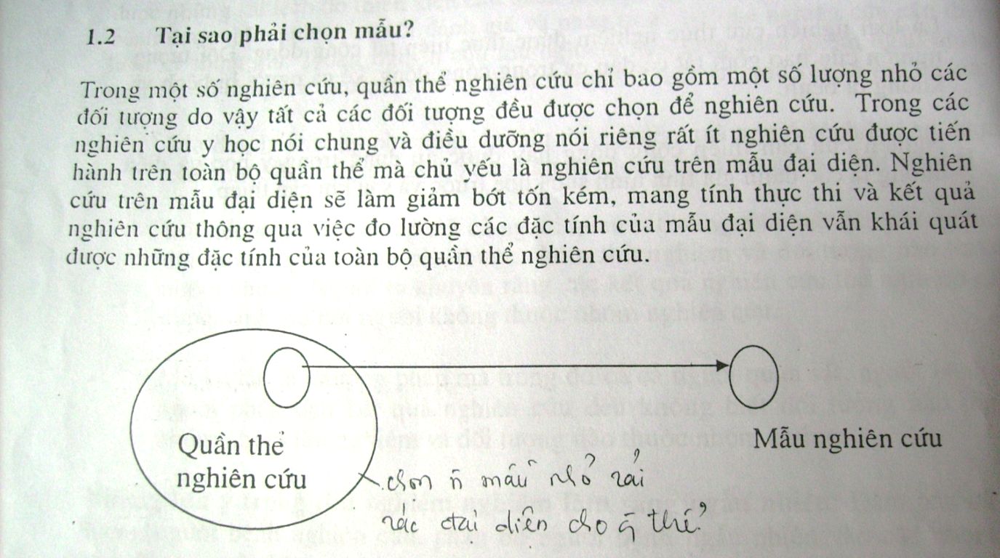 1.2 Tại sao phải chọn mẫu?
Trong một số nghiên cứu, quần thể nghiên cứu chỉ bao gồm một số lượng nhỏ các
đối tượng do vậy tất cả các đối tượng đều được chọn để nghiên cứu. Trong các
nghiên cứu y học nói chung và điều dưỡng nói riêng rất ít nghiên cứu được tiến
hành trên toàn bộ quần thể mà chủ yếu là nghiên cứu trên mẫu đại diện. Nghiên
cứu trên mẫu đại diện sẽ làm giảm bớt tốn kém, mang tính thực thi và kết quả
nghiên cứu thông qua việc đo lường các đặc tính của mẫu đại diện vẫn khái quát
được những đặc tính của toàn bộ quần thể nghiên cứu.
Quần thể
nghiên cứu
Mẫu nghiên cứu
chọn mẫu nhỏ rải
rác đại diện cho thể